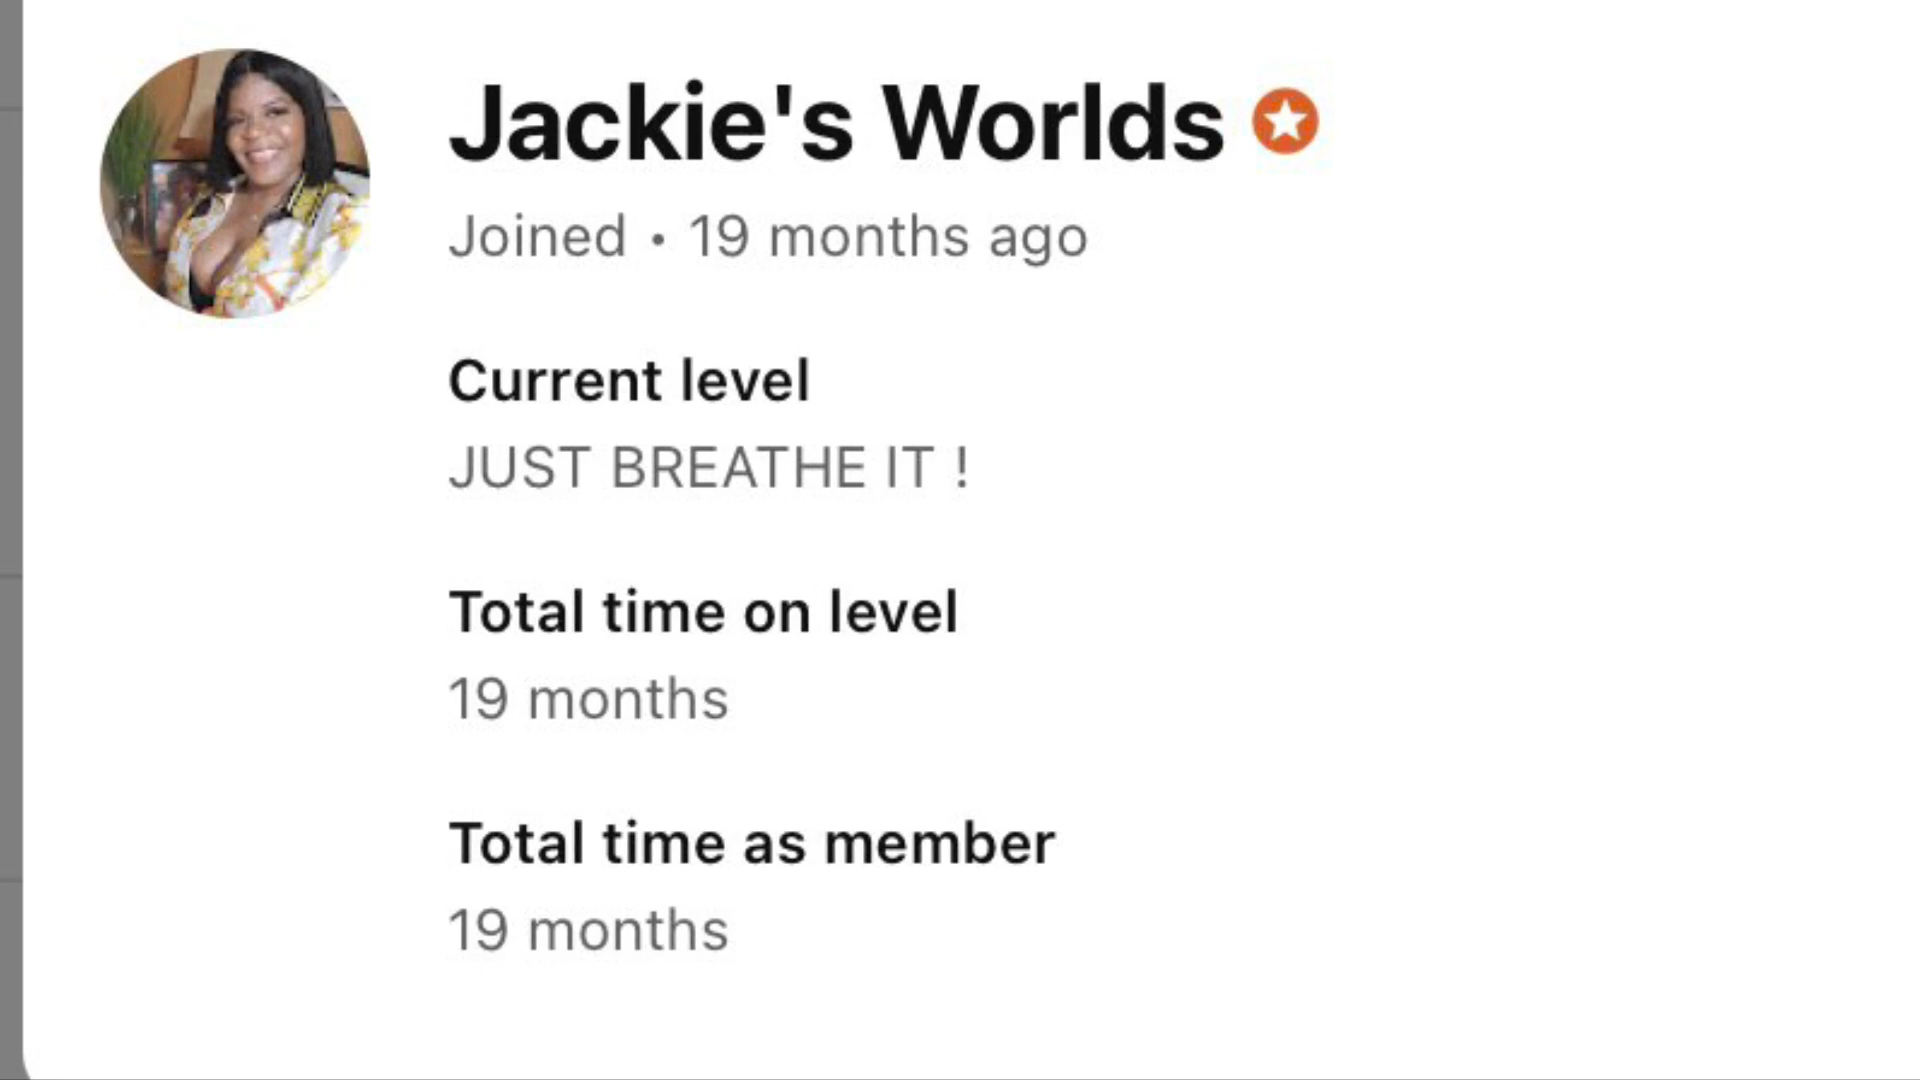 Jackie's Worlds
Joined • 19 months ago
Current level
JUST BREATHE IT !
Total time on level
19 months
Total time as member
19 months